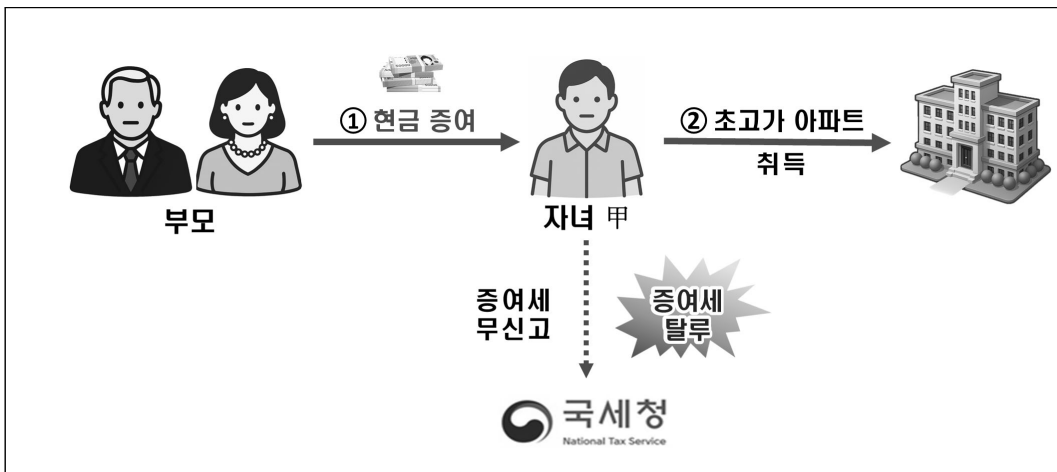 ① 현금 증여
② 초고가 아파트
취득
부모
자녀 甲
증여세
무신고
증여세
탈루
국세청
National Tax Service